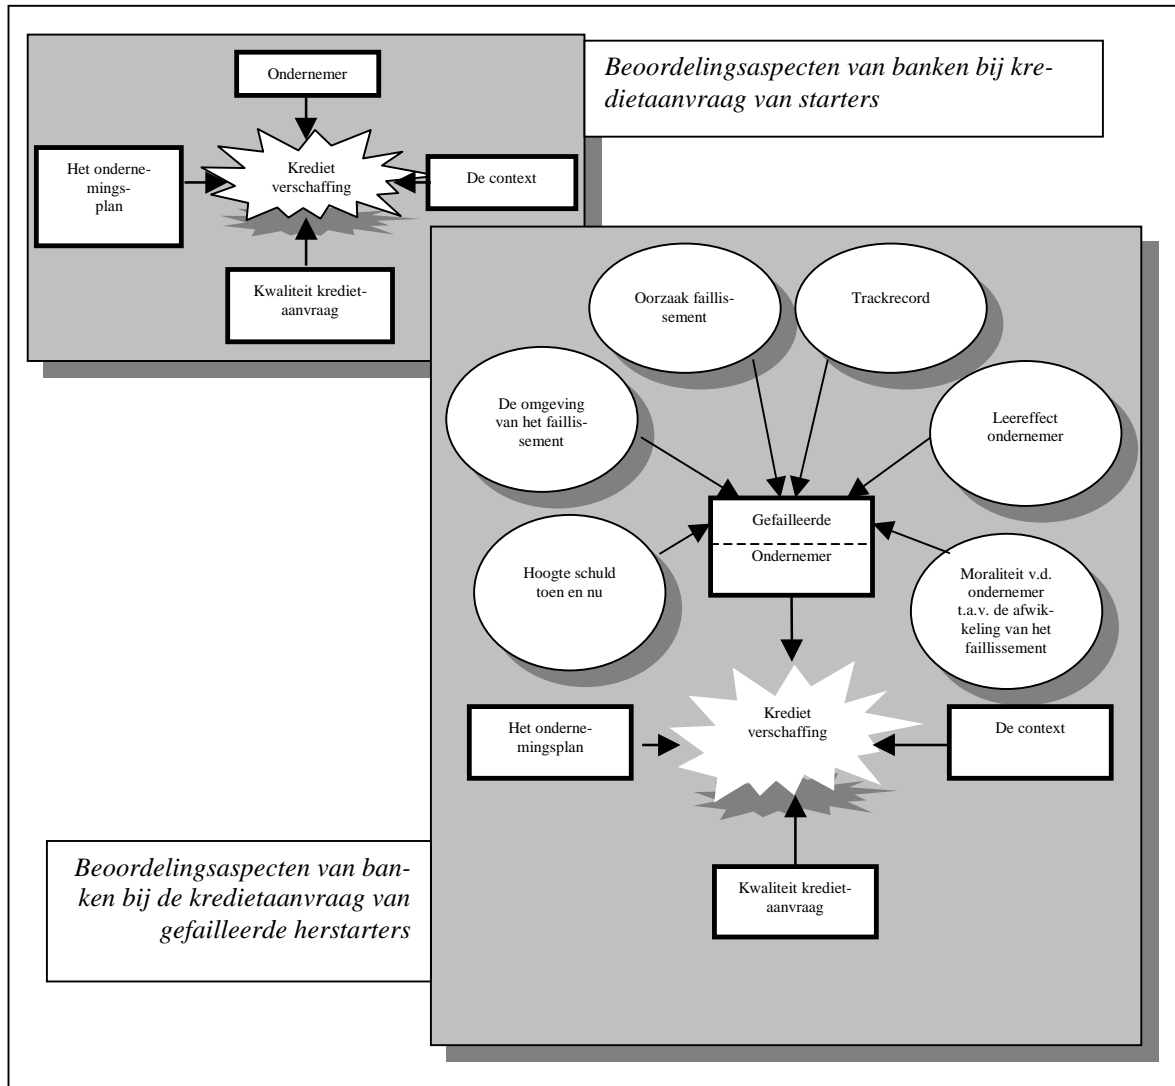 Beoordelingsaspecten van banken bij kre-
dietaanvraag van starters
Ondernemer
Het onderne-
mings-
plan
Krediet
verschaffing
De context
Kwaliteit krediet-
aanvraag
Oorzaak faillis-
sement
Trackrecord
De omgeving
van het faillis-
sement
Leereffect
ondernemer
Gefailleerde
Ondernemer
Hoogte schuld
toen en nu
Moraliteit v.d.
ondernemer
t.a.v. de afwik-
keling van het
faillissement
Het onderne-
mingsplan
Krediet
verschaffing
De context
Kwaliteit krediet-
aanvraag
Beoordelingsaspecten van ban-
ken bij de kredietaanvraag van
gefailleerde herstarters